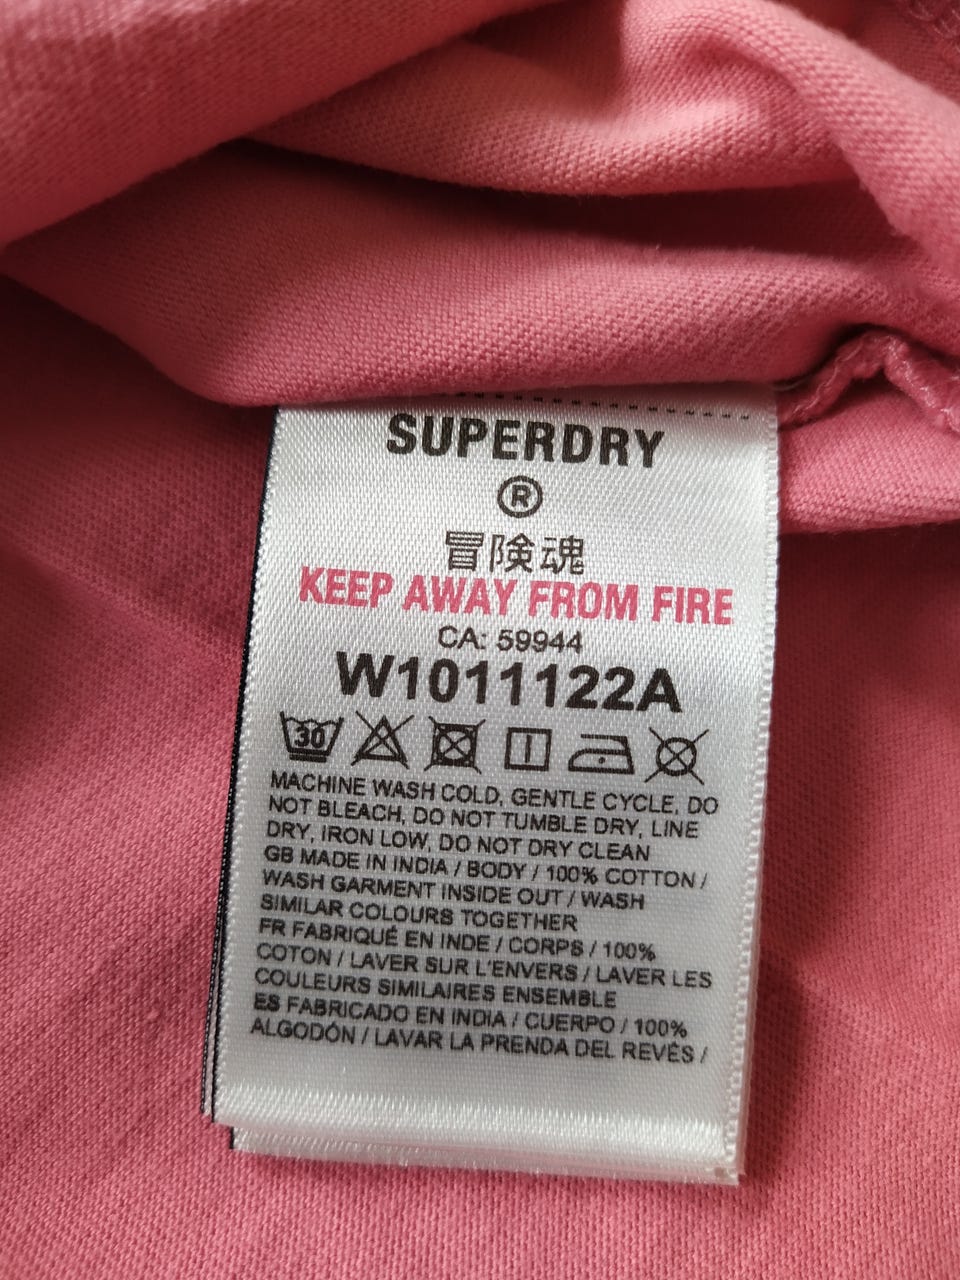 SUPERDRY
®
冒険魂
KEEP AWAY FROM FIRE
CA: 59944
W1011122A
30
MACHINE WASH COLD, GENTLE CYCLE, DO
NOT BLEACH, DO NOT TUMBLE DRY, LINE
DRY, IRON LOW, DO NOT DRY CLEAN
GB MADE IN INDIA / BODY / 100% COTTON /
WASH GARMENT INSIDE OUT / WASH
SIMILAR COLOURS TOGETHER
FR FABRIQUÉ EN INDE / CORPS / 100%
COTON / LAVER SUR L'ENVERS / LAVER LES
COULEURS SIMILAIRES ENSEMBLE
ES FABRICADO EN INDIA / CUERPO / 100%
ALGODÓN / LAVAR LA PRENDA DEL REVÉS /